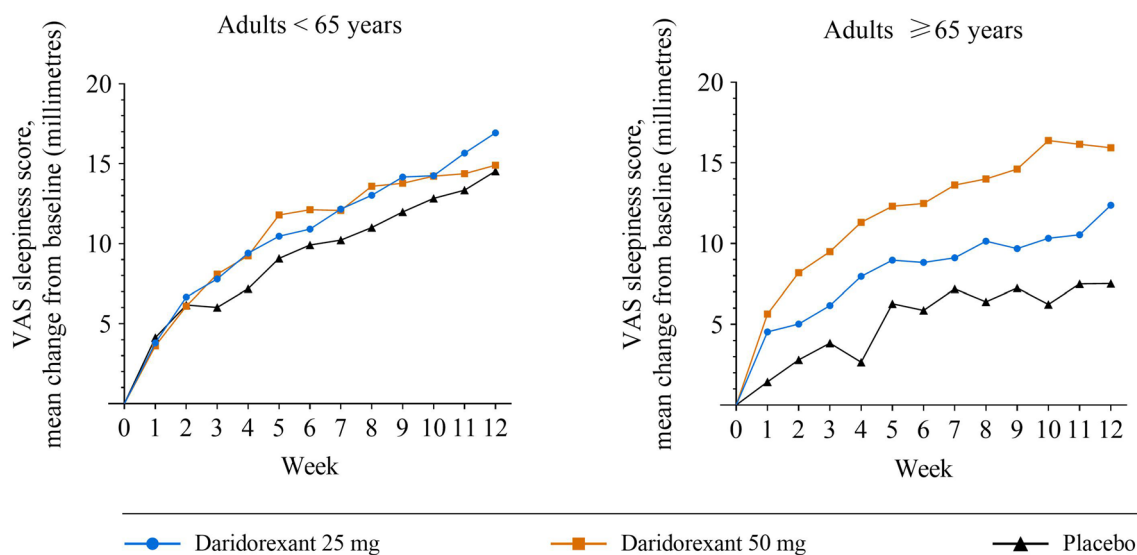 Adults < 65 years
VAS sleepiness score,
mean change from baseline (millimetres)
20
15
10
5
0 1 2 3 4 5 6 7 8 9 10 11 12
Week
Adults ⩾65 years
VAS sleepiness score,
mean change from baseline (millimetres)
20
15
10
5
0 1 2 3 4 5 6 7 8 9 10 11 12
Week
Daridorexant 25 mg
Daridorexant 50 mg
Placebo